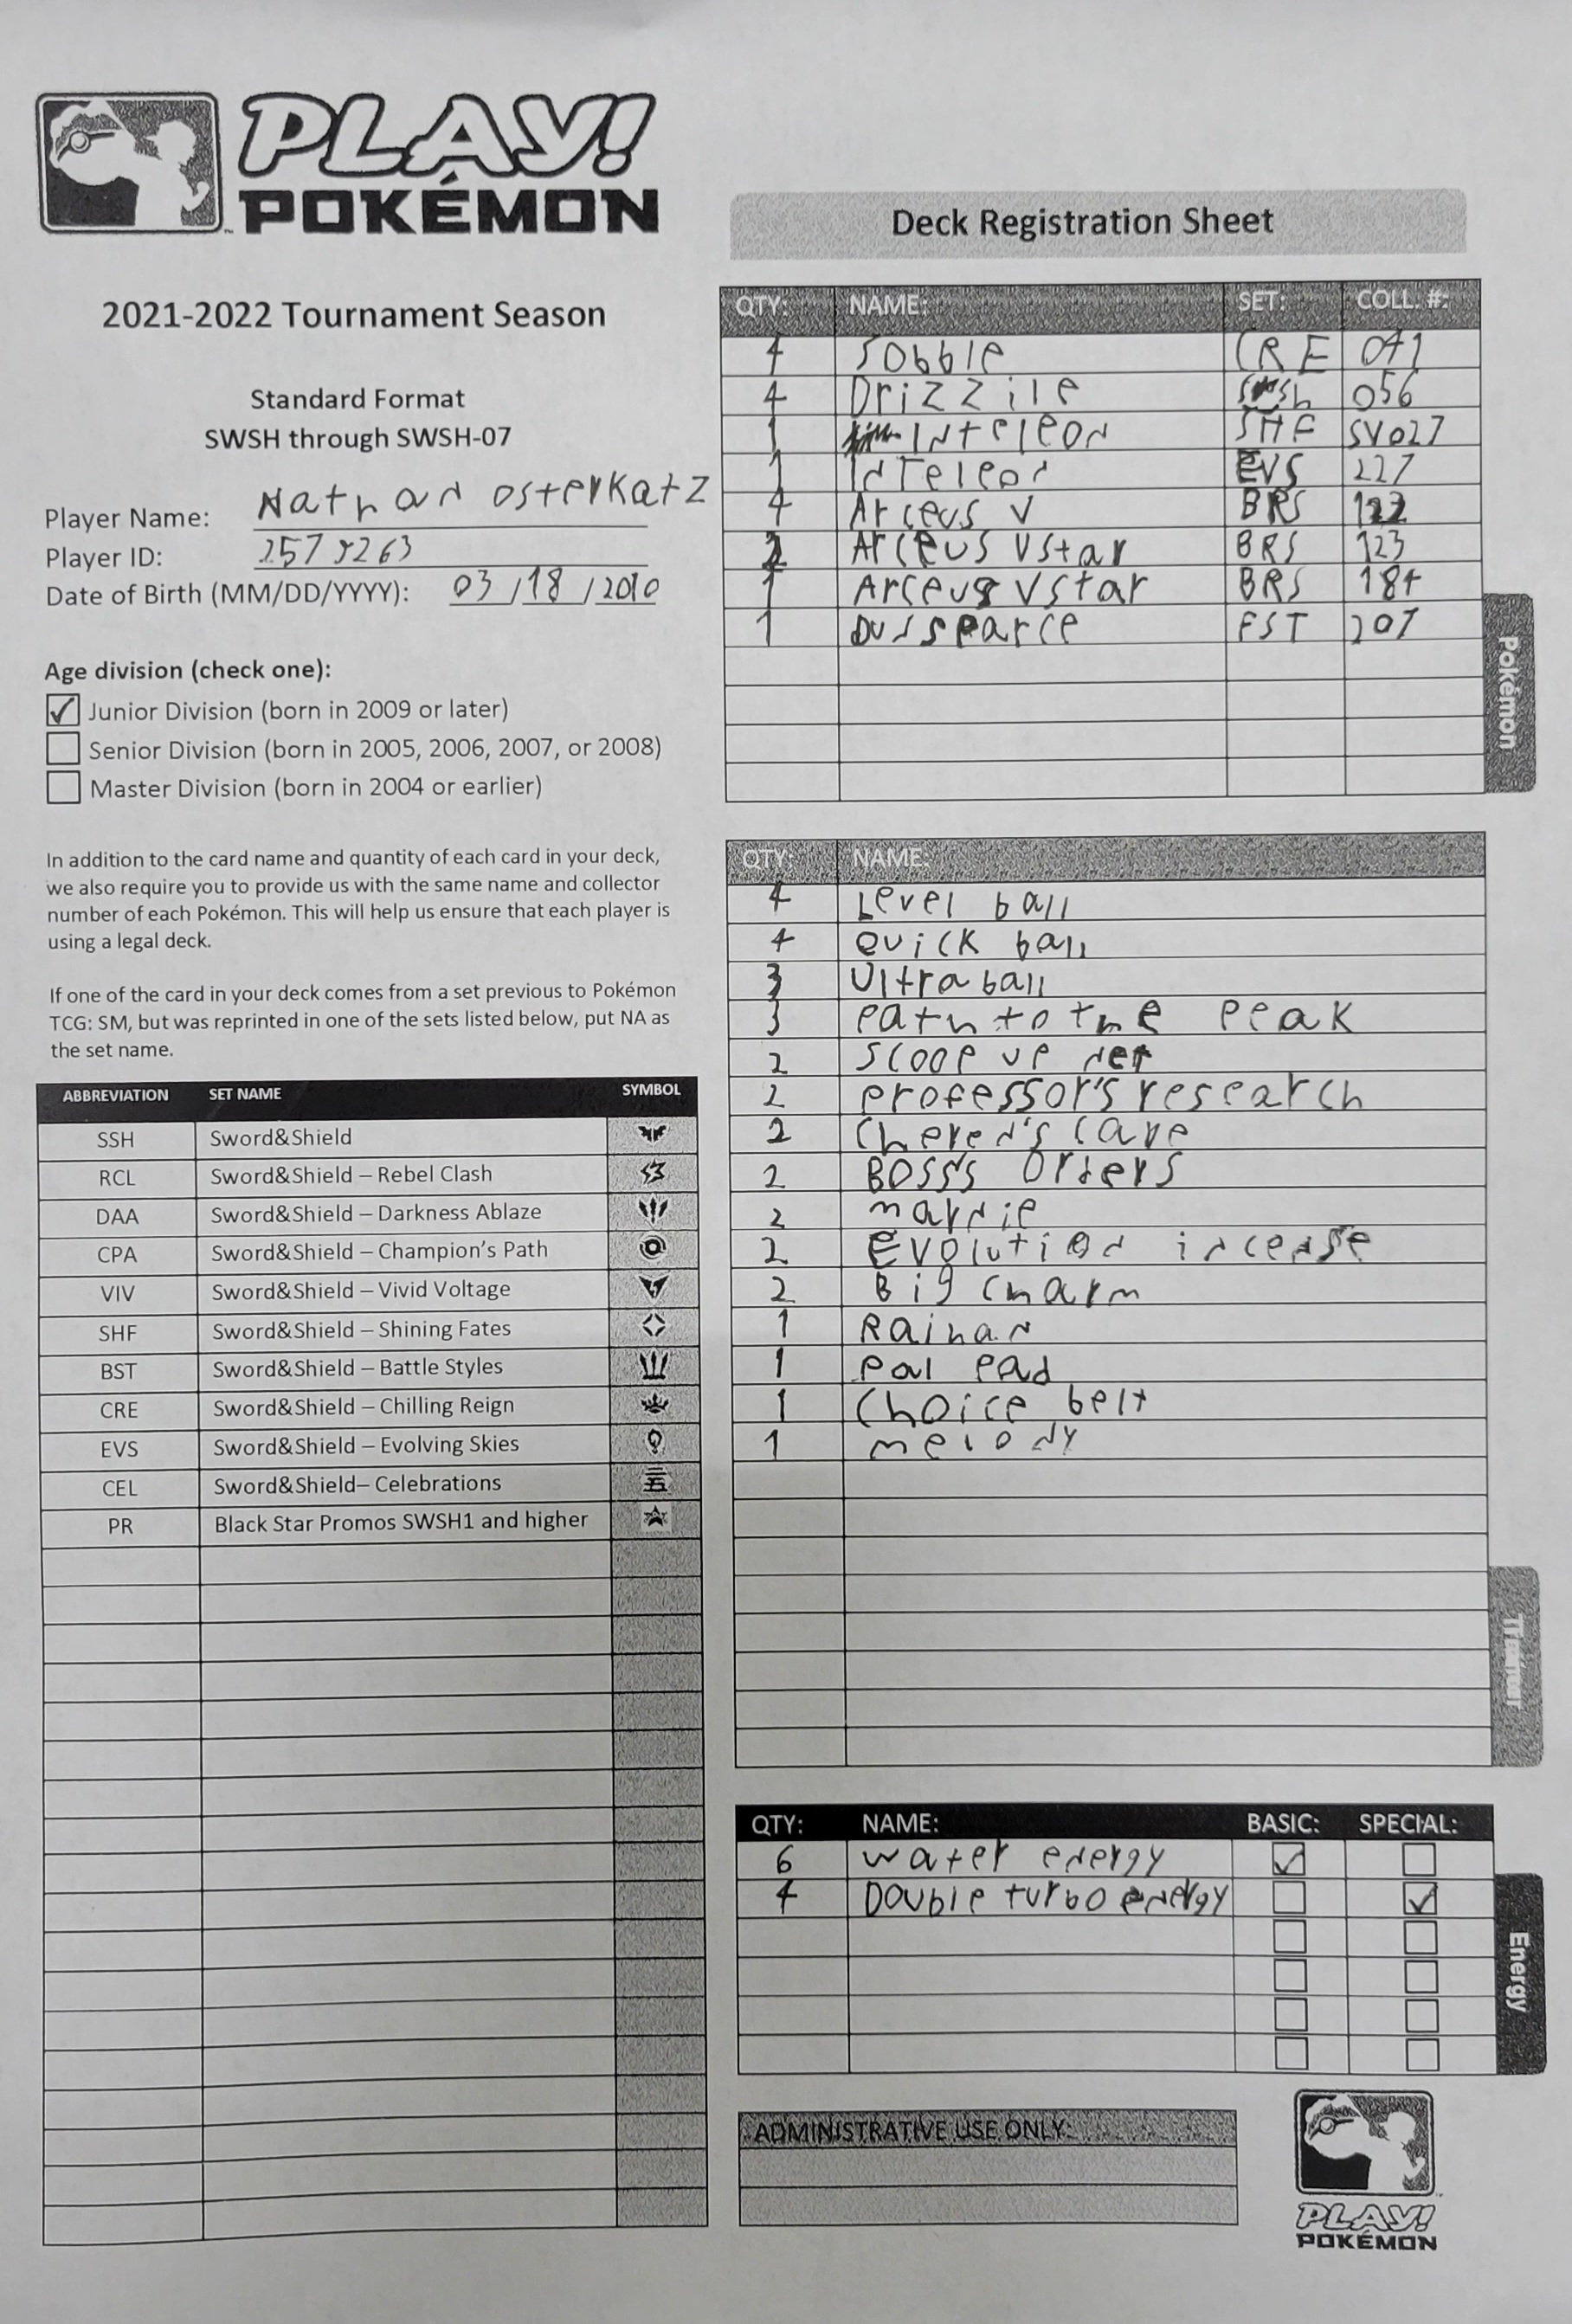 PLAY!
POKÉMON
Deck Registration Sheet
2021-2022 Tournament Season
Standard Format
SWSH through SWSH-07
Player Name: Nathan Osterkatz
Player ID: 2575263
Date of Birth (MM/DD/YYYY): 03/18/2010
Age division (check one):
Junior Division (born in 2009 or later)
Senior Division (born in 2005, 2006, 2007, or 2008)
Master Division (born in 2004 or earlier)
In addition to the card name and quantity of each card in your deck,
we also require you to provide us with the same name and collector
number of each Pokémon. This will help us ensure that each player is
using a legal deck.
If one of the card in your deck comes from a set previous to Pokémon
TCG: SM, but was reprinted in one of the sets listed below, put NA as
the set name.
ABBREVIATION SET NAME SYMBOL
SSH Sword&Shield
RCL Sword&Shield – Rebel Clash
DAA Sword&Shield – Darkness Ablaze
CPA Sword&Shield – Champion's Path
VIV Sword&Shield – Vivid Voltage
SHF Sword&Shield – Shining Fates
BST Sword&Shield – Battle Styles
CRE Sword&Shield – Chilling Reign
EVS Sword&Shield – Evolving Skies
CEL Sword&Shield– Celebrations
PR Black Star Promos SWSH1 and higher
QTY: NAME: SET: COLL. #:
4 Sobble CRE 041
4 Drizzile 056
1 Inteleon SHF SV027
1 Inteleon EVS 227
4 Arceus V BRS 122
2 Arceus Vstar BRS 123
1 Arceus Vstar BRS 184
1 Dunsparce FST 207
Pokémon
QTY: NAME:
4 Level ball
4 Quick ball
3 Ultra ball
3 Path to the Peak
2 Scoop up net
2 Professor's research
2 Cheren's Care
2 Boss's Orders
2 marnie
2 Evolution incense
2 Big Charm
1 Raihan
1 Pal Pad
1 Choice belt
1 melony
Trainer
QTY: NAME: BASIC: SPECIAL:
6 water energy
4 Double turbo energy
Energy
ADMINISTRATIVE USE ONLY:
PLAY!
POKÉMON